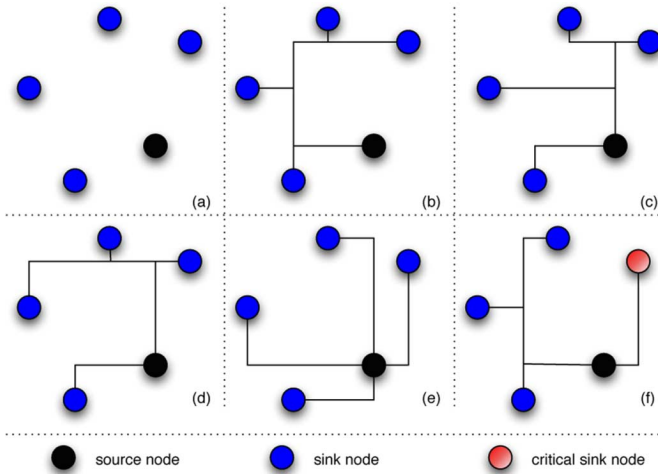 (a)
(b)
(c)
(d)
(e)
(f)
source node
sink node
critical sink node